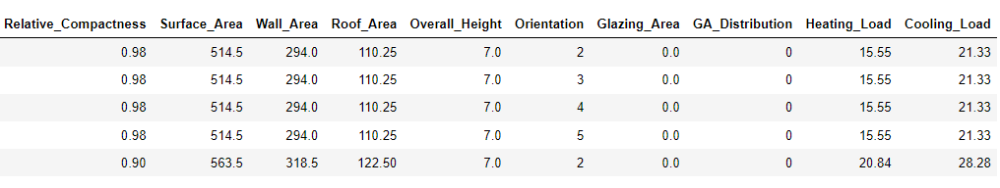 Relative_Compactness Surface_Area Wall_Area Roof_Area Overall_Height Orientation Glazing_Area GA_Distribution Heating_Load Cooling_Load
0.98 514.5 294.0 110.25 7.0 2 0.0 0 15.55 21.33
0.98 514.5 294.0 110.25 7.0 3 0.0 0 15.55 21.33
0.98 514.5 294.0 110.25 7.0 4 0.0 0 15.55 21.33
0.98 514.5 294.0 110.25 7.0 5 0.0 0 15.55 21.33
0.90 563.5 318.5 122.50 7.0 2 0.0 0 20.84 28.28